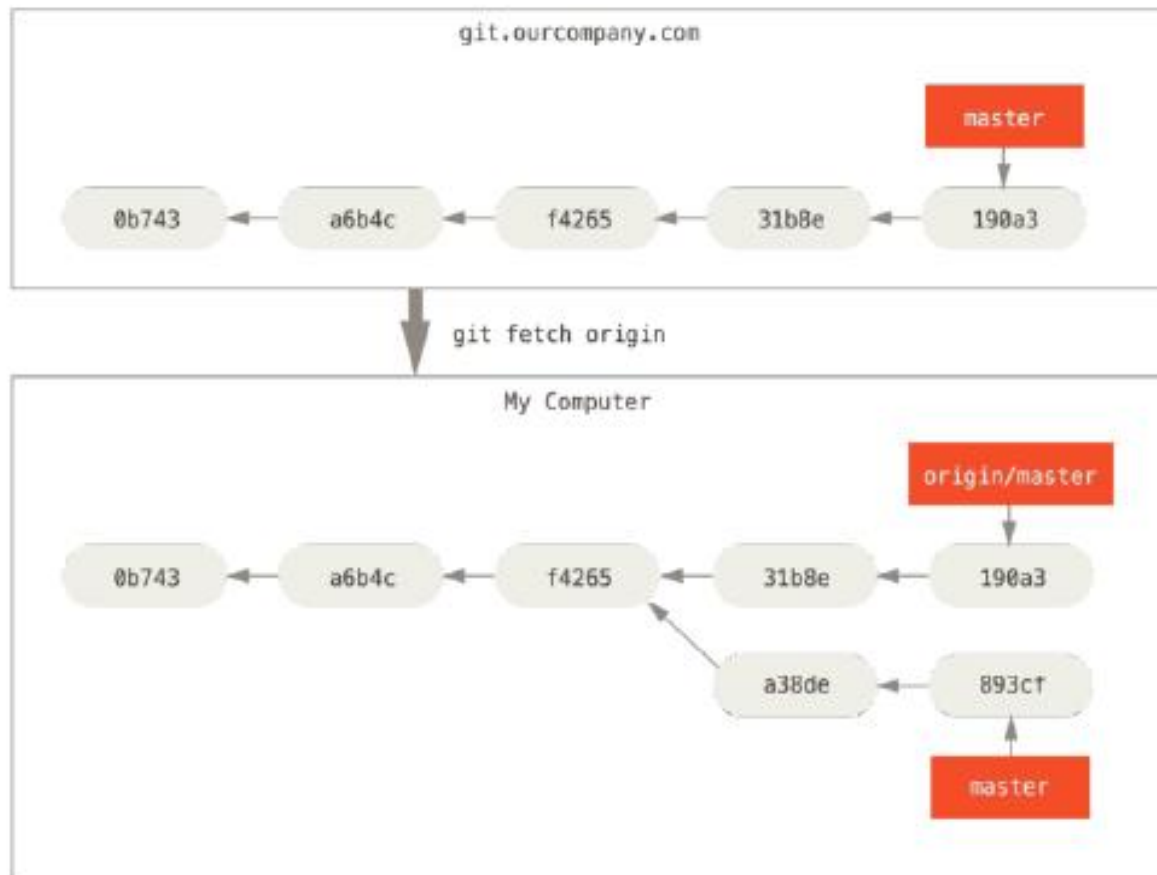 git.ourcompany.com
master
0b743 a6b4c f4265 31b8e 190a3
git fetch origin
My Computer
origin/master
0b743 a6b4c f4265 31b8e 190a3
a38de 893cf
master